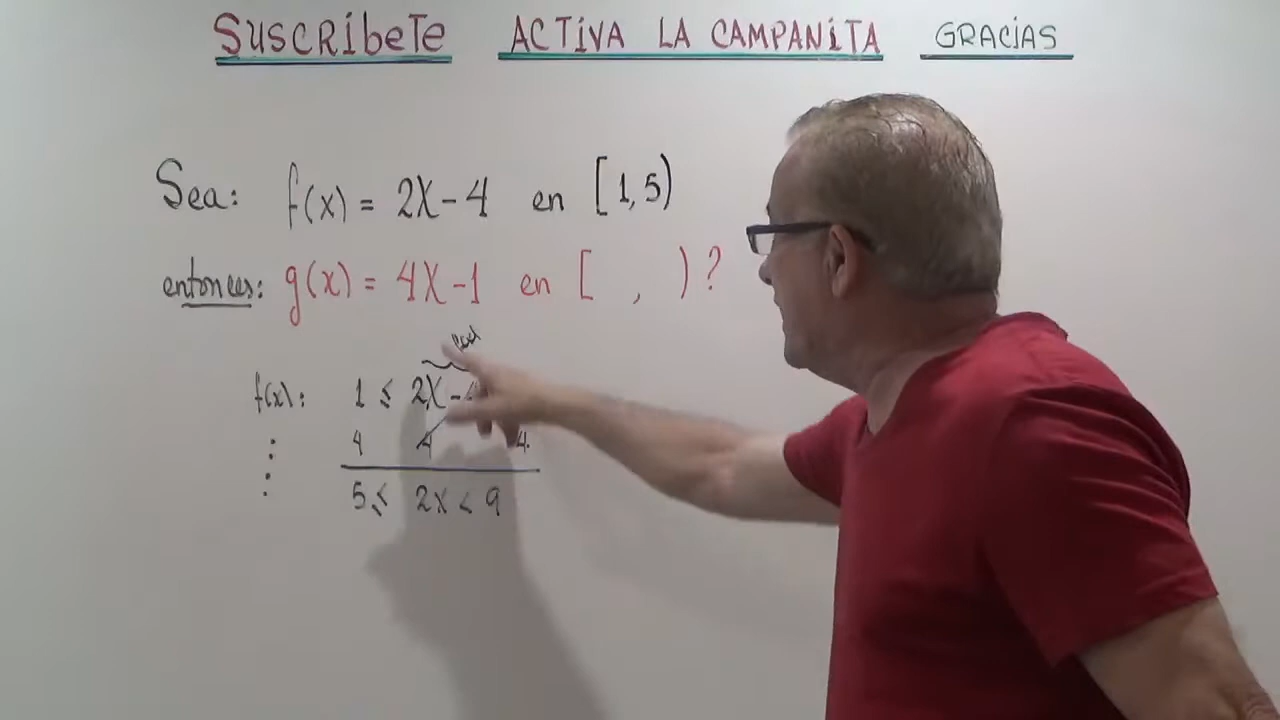 SUSCRIBETE ACTIVA LA CAMPANITA GRACIAS
Sea: f(x) = 2X-4 en [1,5)
entonces: g(x) = 4X-1 en [ , )?
f(x): 1 ≤ 2X-4
4 4 4
5 ≤ 2X < 9